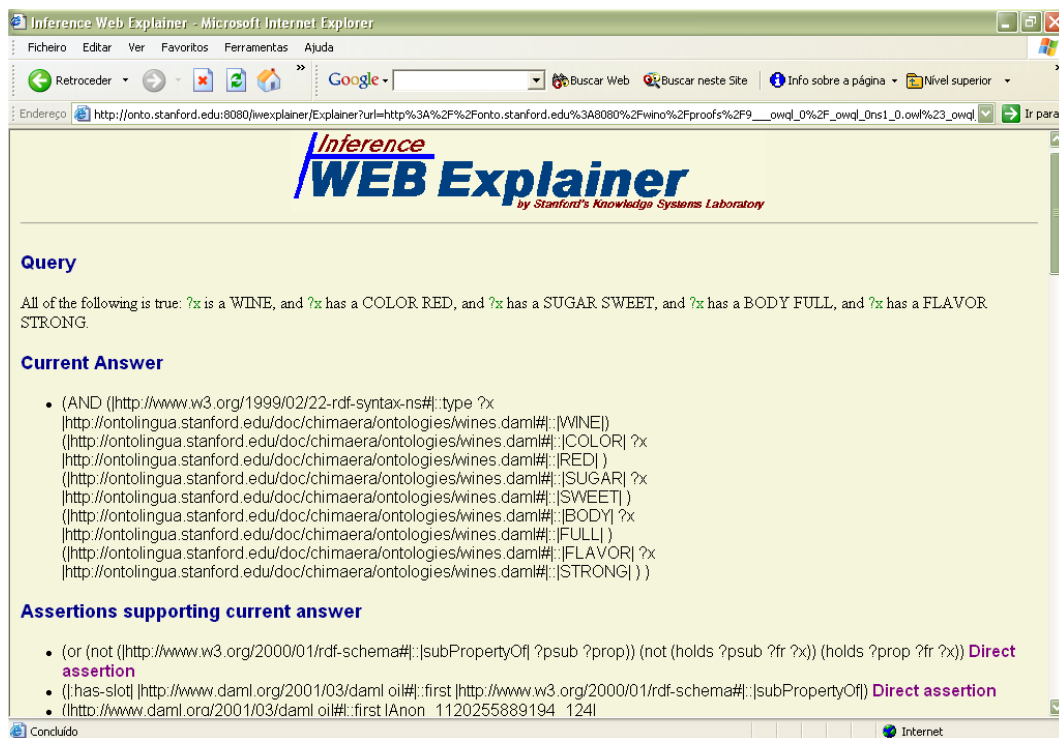 Inference Web Explainer - Microsoft Internet Explorer
Ficheiro Editar Ver Favoritos Ferramentas Ajuda
Retroceder » Google Buscar Web Buscar neste Site Info sobre a página Nível superior »
Endereço http://onto.stanford.edu:8080/iwexplainer/Explainer?url=http%3A%2F%2Fonto.stanford.edu%3A8080%2Fwino%2Fproofs%2F9___owql_0%2F_owql_0ns1_0.owl%23_owql_ Ir para
Inference
WEB Explainer
by Stanford's Knowledge Systems Laboratory
Query
All of the following is true: ?x is a WINE, and ?x has a COLOR RED, and ?x has a SUGAR SWEET, and ?x has a BODY FULL, and ?x has a FLAVOR
STRONG.
Current Answer
• (AND (|http://www.w3.org/1999/02/22-rdf-syntax-ns#|::type ?x
|http://ontolingua.stanford.edu/doc/chimaera/ontologies/wines.daml#|::|WINE|)
(|http://ontolingua.stanford.edu/doc/chimaera/ontologies/wines.daml#|::|COLOR| ?x
|http://ontolingua.stanford.edu/doc/chimaera/ontologies/wines.daml#|::|RED| )
(|http://ontolingua.stanford.edu/doc/chimaera/ontologies/wines.daml#|::|SUGAR| ?x
|http://ontolingua.stanford.edu/doc/chimaera/ontologies/wines.daml#|::|SWEET| )
(|http://ontolingua.stanford.edu/doc/chimaera/ontologies/wines.daml#|::|BODY| ?x
|http://ontolingua.stanford.edu/doc/chimaera/ontologies/wines.daml#|::|FULL| )
(|http://ontolingua.stanford.edu/doc/chimaera/ontologies/wines.daml#|::|FLAVOR| ?x
|http://ontolingua.stanford.edu/doc/chimaera/ontologies/wines.daml#|::|STRONG| ) )
Assertions supporting current answer
• (or (not (|http://www.w3.org/2000/01/rdf-schema#|::|subPropertyOf| ?psub ?prop)) (not (holds ?psub ?fr ?x)) (holds ?prop ?fr ?x)) Direct
assertion
• (|:has-slot| |http://www.daml.org/2001/03/daml oil#|::first |http://www.w3.org/2000/01/rdf-schema#|::|subPropertyOf|) Direct assertion
• (|http://www.daml.org/2001/03/daml oil#|::first |Anon_1120255889194_124|
Concluído Internet